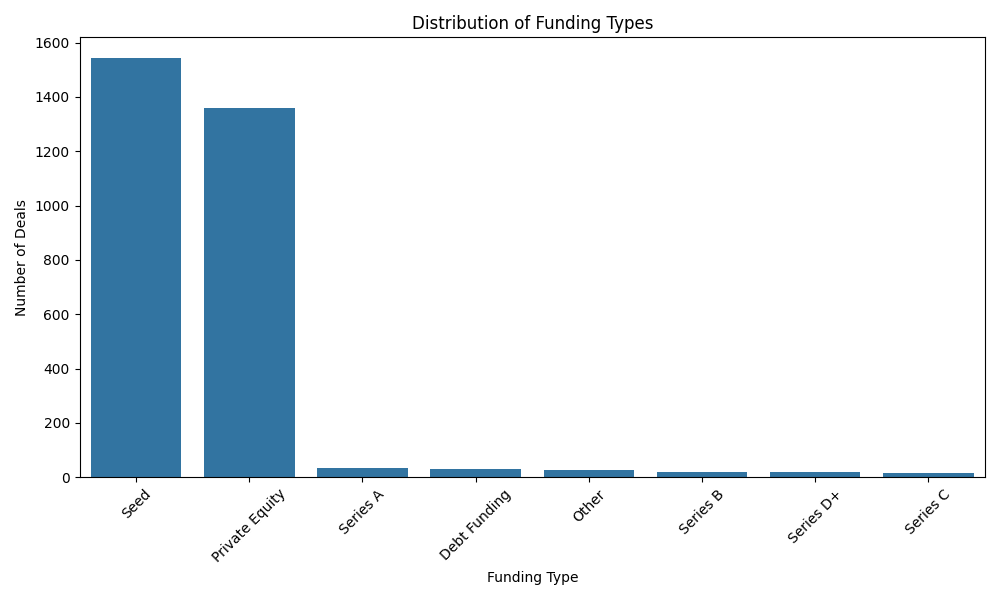 Distribution of Funding Types
Number of Deals
1600
1400
1200
1000
800
600
400
200
0
Seed
Private Equity
Series A
Debt Funding
Other
Series B
Series D+
Series C
Funding Type